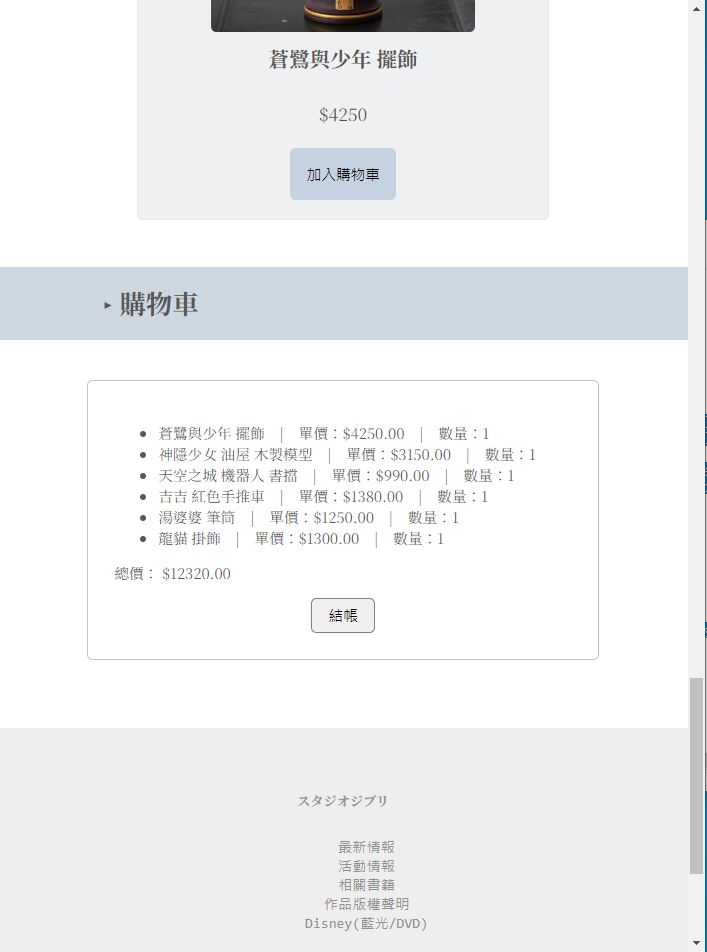 蒼鷺與少年 擺飾
$4250
加入購物車
▸ 購物車
• 蒼鷺與少年 擺飾 | 單價：$4250.00 | 數量：1
• 神隱少女 油屋 木製模型 | 單價：$3150.00 | 數量：1
• 天空之城 機器人 書擋 | 單價：$990.00 | 數量：1
• 吉吉 紅色手推車 | 單價：$1380.00 | 數量：1
• 湯婆婆 筆筒 | 單價：$1250.00 | 數量：1
• 龍貓 掛飾 | 單價：$1300.00 | 數量：1
總價： $12320.00
結帳
スタジオジブリ
最新情報
活動情報
相關書籍
作品版權聲明
Disney(藍光/DVD)